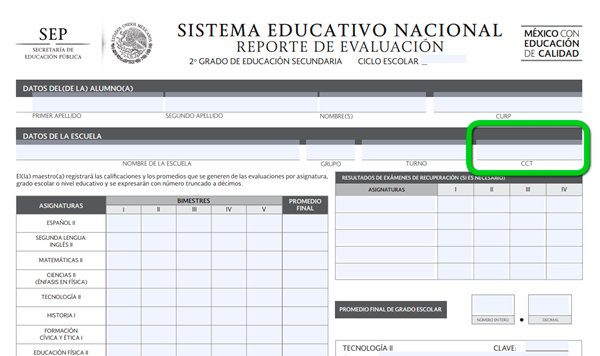 SEP
SECRETARÍA DE
EDUCACIÓN PÚBLICA
ESTADOS UNIDOS MEXICANOS
SISTEMA EDUCATIVO NACIONAL
REPORTE DE EVALUACIÓN
2º GRADO DE EDUCACIÓN SECUNDARIA CICLO ESCOLAR
MÉXICO CON
EDUCACIÓN
DE CALIDAD
DATOS DEL(DE LA) ALUMNO(A)
PRIMER APELLIDO SEGUNDO APELLIDO NOMBRE(S) CURP
DATOS DE LA ESCUELA
NOMBRE DE LA ESCUELA GRUPO TURNO CCT
El(la) maestro(a) registrará las calificaciones y los promedios que se generen de las evaluaciones por asignatura,
grado escolar o nivel educativo y se expresarán con número truncado a décimos.
ASIGNATURAS BIMESTRES PROMEDIO FINAL
I II III IV V
ESPAÑOL II
SEGUNDA LENGUA:
INGLÉS II
MATEMÁTICAS II
CIENCIAS II
(ÉNFASIS EN FÍSICA)
TECNOLOGÍA II
HISTORIA I
FORMACIÓN
CÍVICA Y ÉTICA I
EDUCACIÓN FÍSICA II
RESULTADOS DE EXÁMENES DE RECUPERACIÓN (SI ES NECESARIO)
ASIGNATURAS I II III IV
PROMEDIO FINAL DE GRADO ESCOLAR
NÚMERO ENTERO DECIMAL
TECNOLOGÍA II CLAVE: